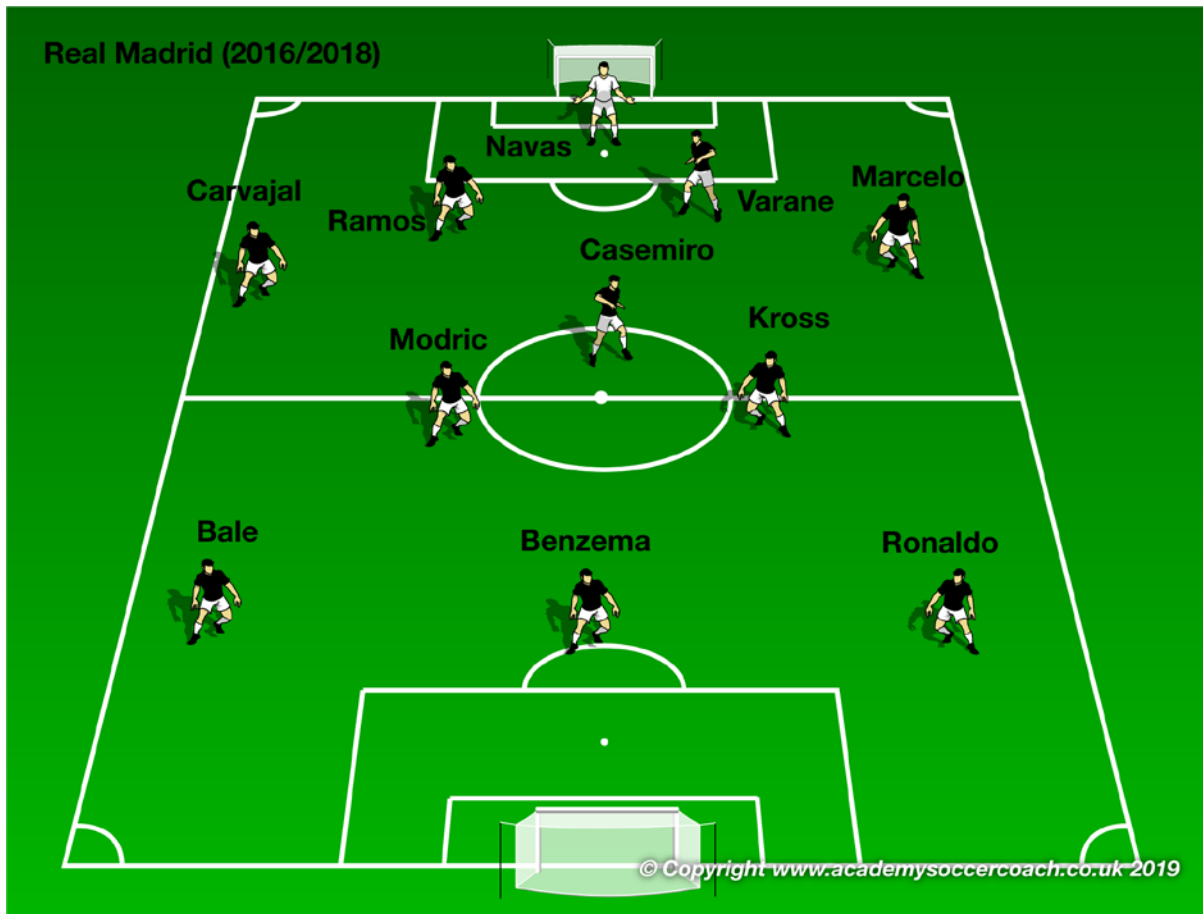 Real Madrid (2016/2018)
Navas
Carvajal
Ramos
Varane
Marcelo
Casemiro
Modric
Kross
Bale
Benzema
Ronaldo
© Copyright www.academysoccercoach.co.uk 2019